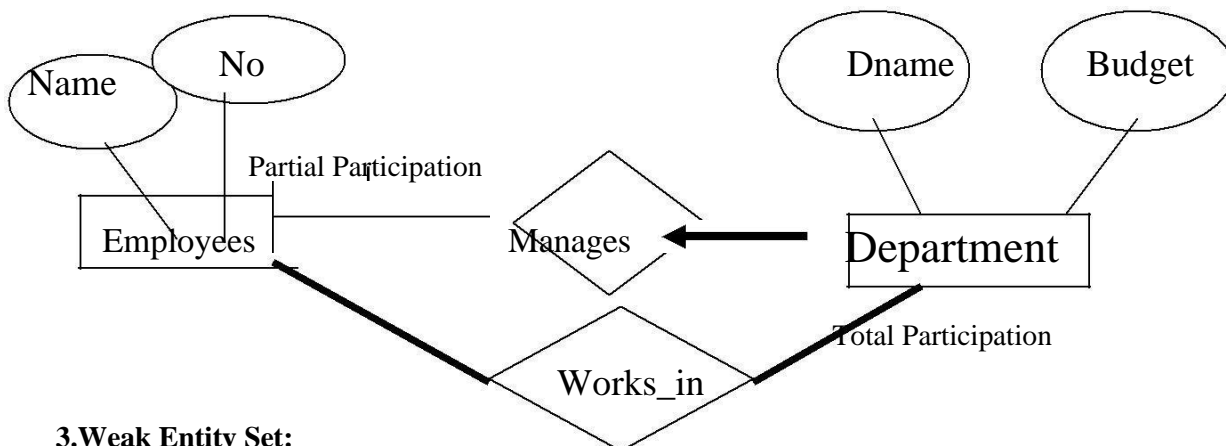 Name
No
Dname
Budget
Partial Participation
Employees
Manages
Department
Total Participation
Works_in
3.Weak Entity Set: